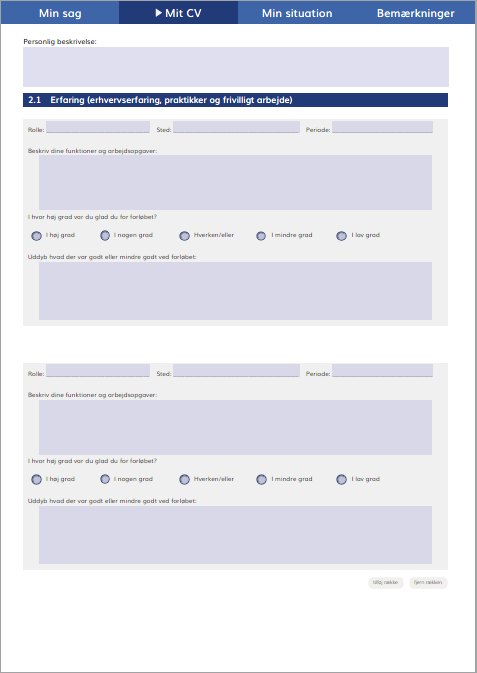 Min sag Mit CV Min situation Bemærkninger
Personlig beskrivelse:
2.1 Erfaring (erhvervserfaring, praktikker og frivilligt arbejde)
Rolle: Sted: Periode:
Beskriv dine funktioner og arbejdsopgaver:
I hvor høj grad var du glad du for forløbet?
I høj grad I nogen grad Hverken/eller I mindre grad I lav grad
Uddyb hvad der var godt eller mindre godt ved forløbet:
Rolle: Sted: Periode:
Beskriv dine funktioner og arbejdsopgaver:
I hvor høj grad var du glad du for forløbet?
I høj grad I nogen grad Hverken/eller I mindre grad I lav grad
Uddyb hvad der var godt eller mindre godt ved forløbet:
tilføj række fjern rækken